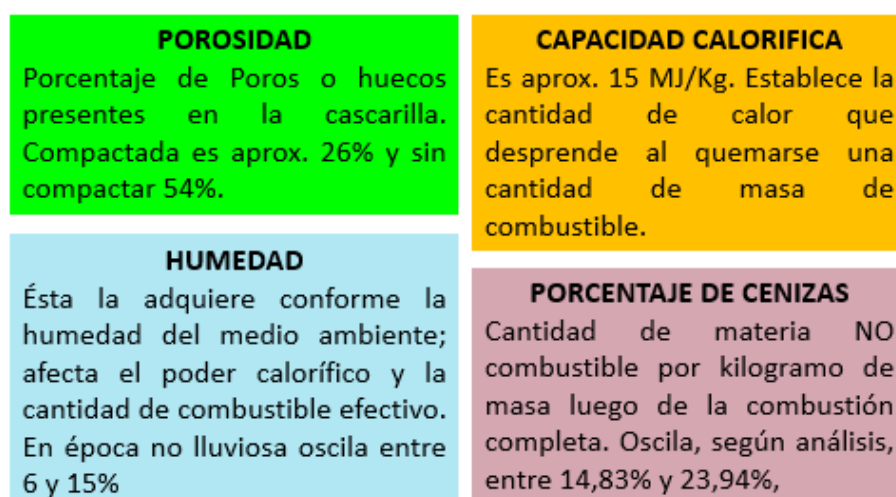 POROSIDAD
Porcentaje de Poros o huecos
presentes en la cascarilla.
Compactada es aprox. 26% y sin
compactar 54%.
CAPACIDAD CALORIFICA
Es aprox. 15 MJ/Kg. Establece la
cantidad de calor que
desprende al quemarse una
cantidad de masa de
combustible.
HUMEDAD
Ésta la adquiere conforme la
humedad del medio ambiente;
afecta el poder calorífico y la
cantidad de combustible efectivo.
En época no lluviosa oscila entre
6 y 15%
PORCENTAJE DE CENIZAS
Cantidad de materia NO
combustible por kilogramo de
masa luego de la combustión
completa. Oscila, según análisis,
entre 14,83% y 23,94%,